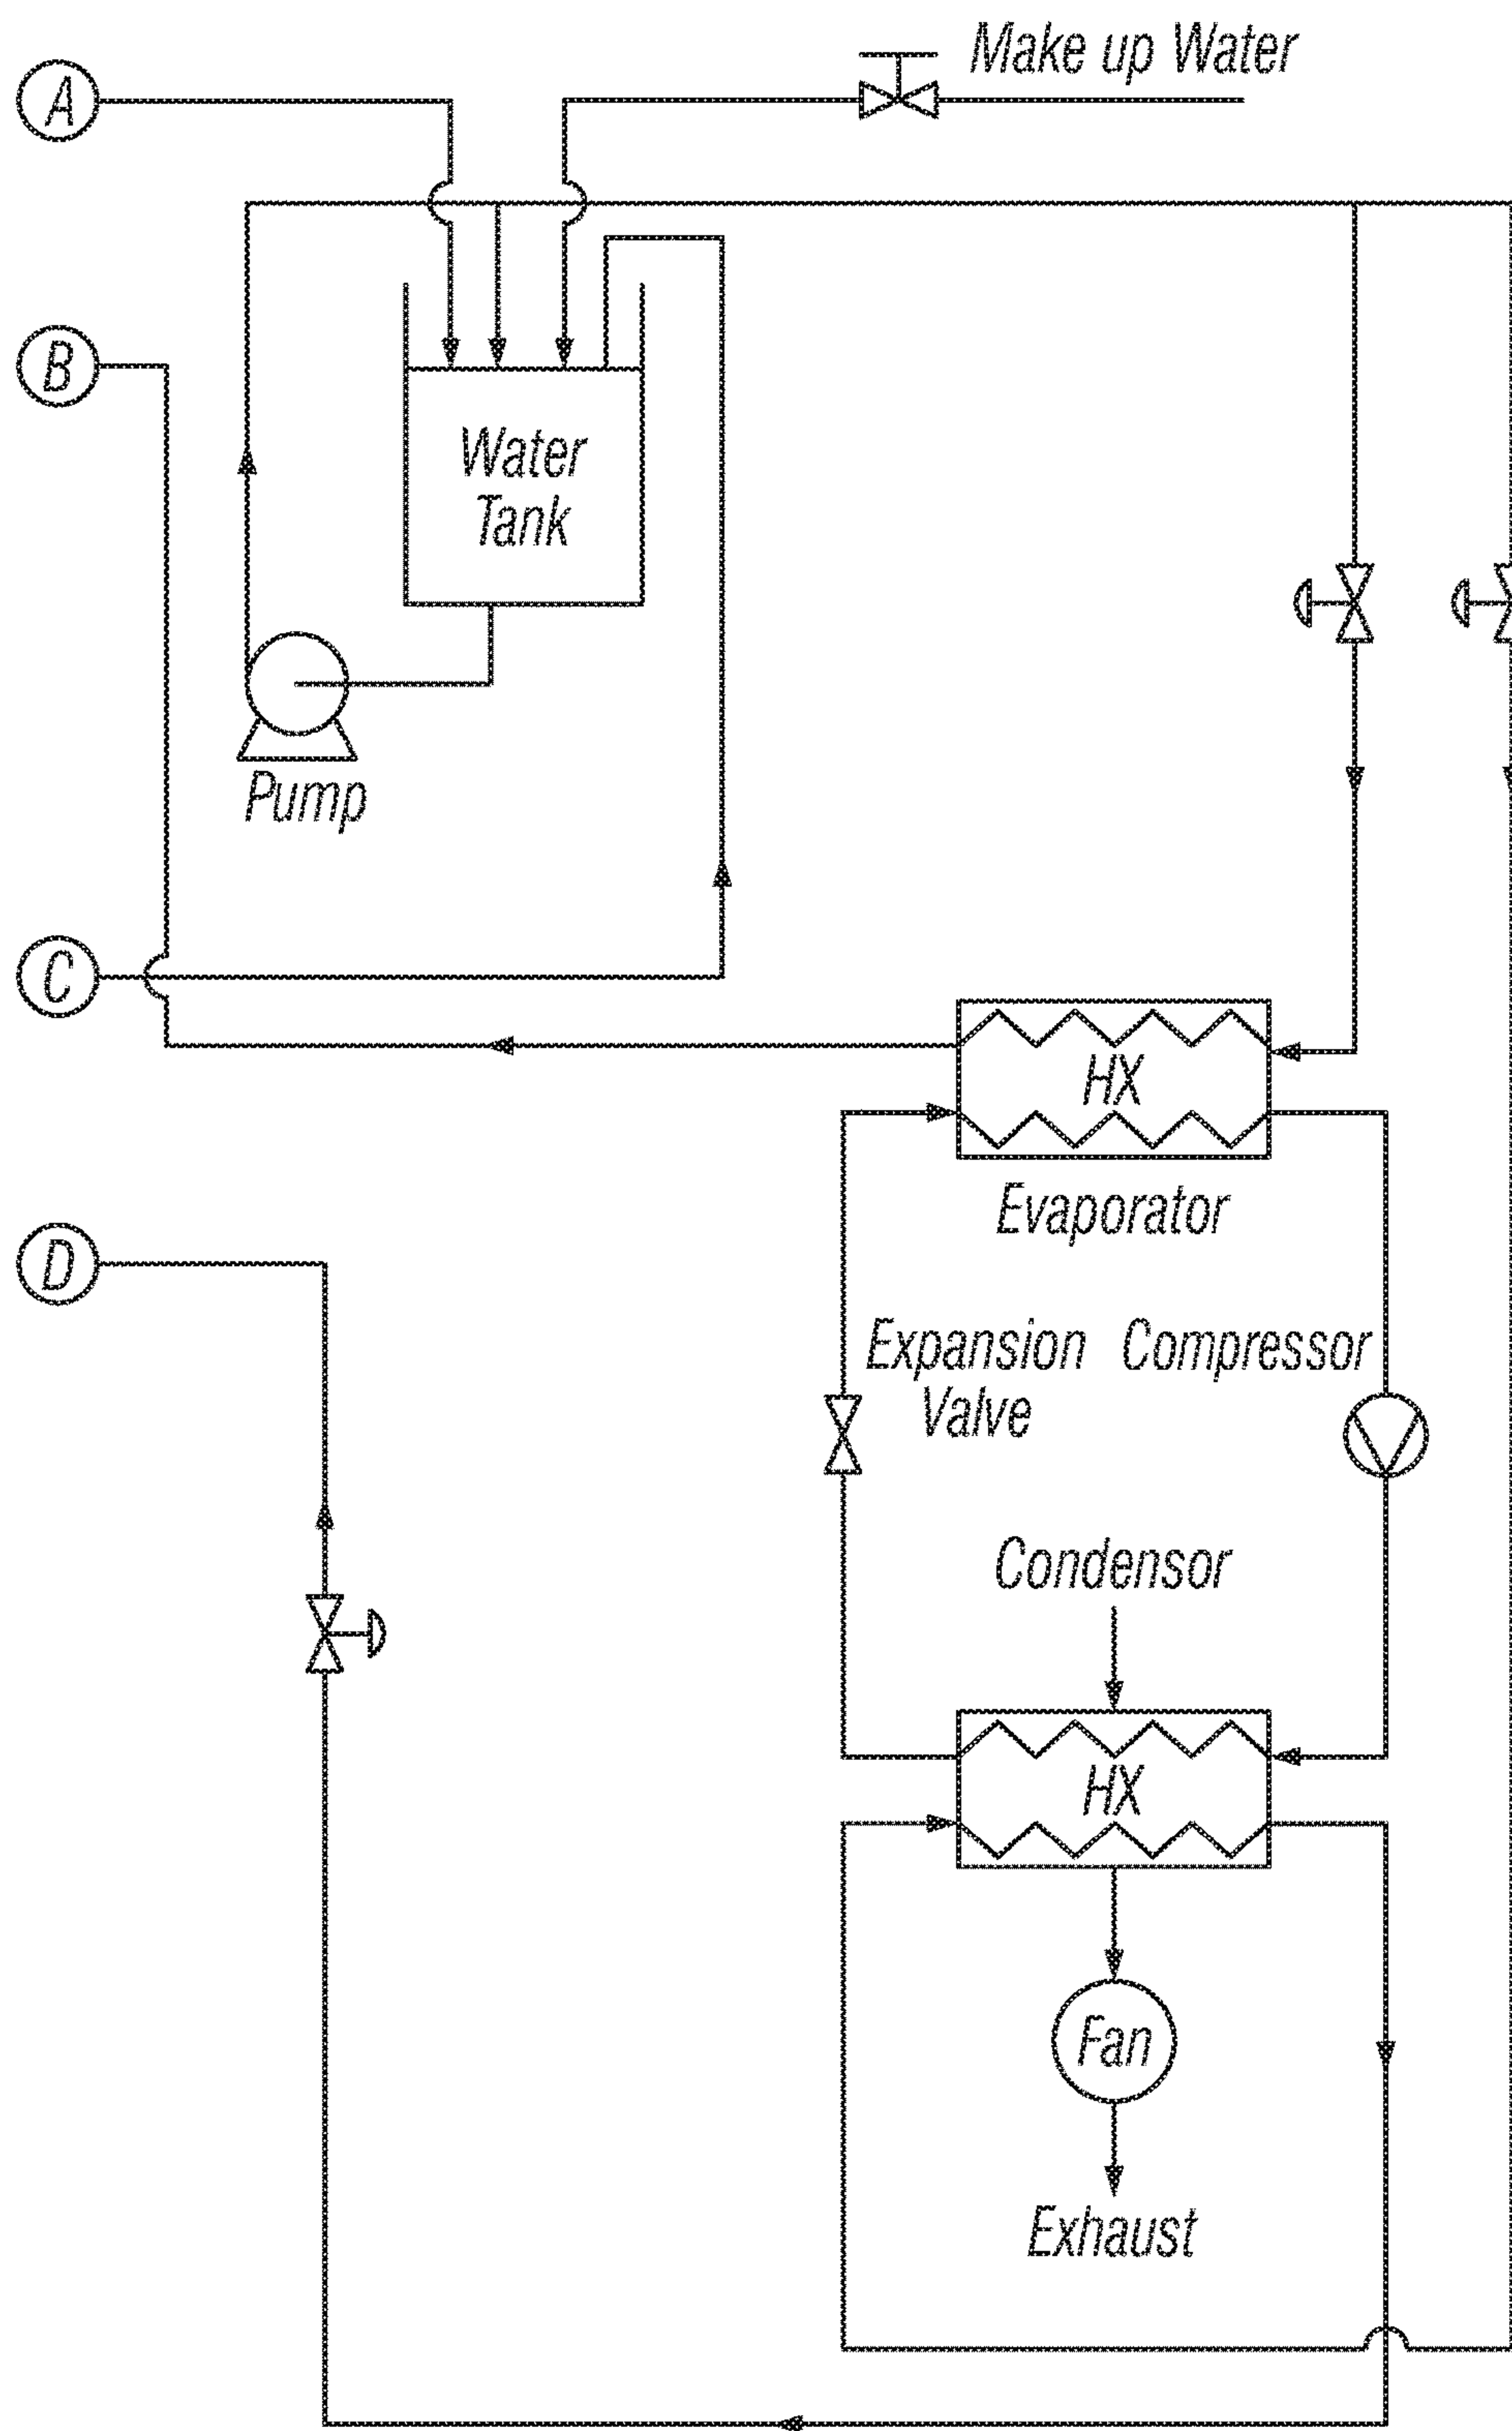 Make up Water
A
B
Water
Tank
Pump
C
HX
Evaporator
D
Expansion
Valve
Compressor
Condensor
HX
Fan
Exhaust